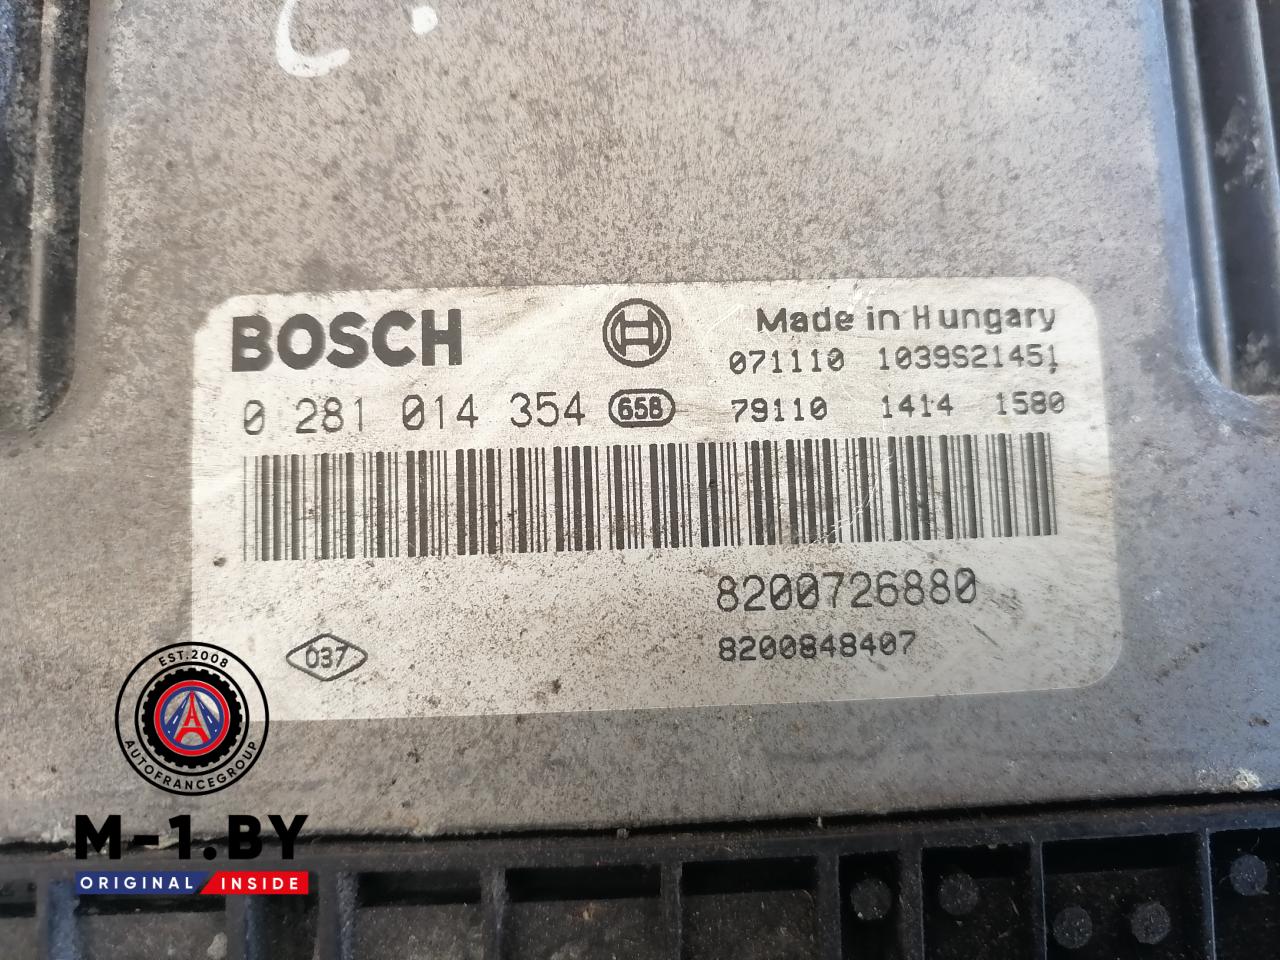 BOSCH
Made in Hungary
071110 1039S21451
0 281 014 354 658 79110 1414 1580
8200726880
037
8200848407
EST.2008
AUTOFRANCEGROUP
M-1.BY
ORIGINAL INSIDE